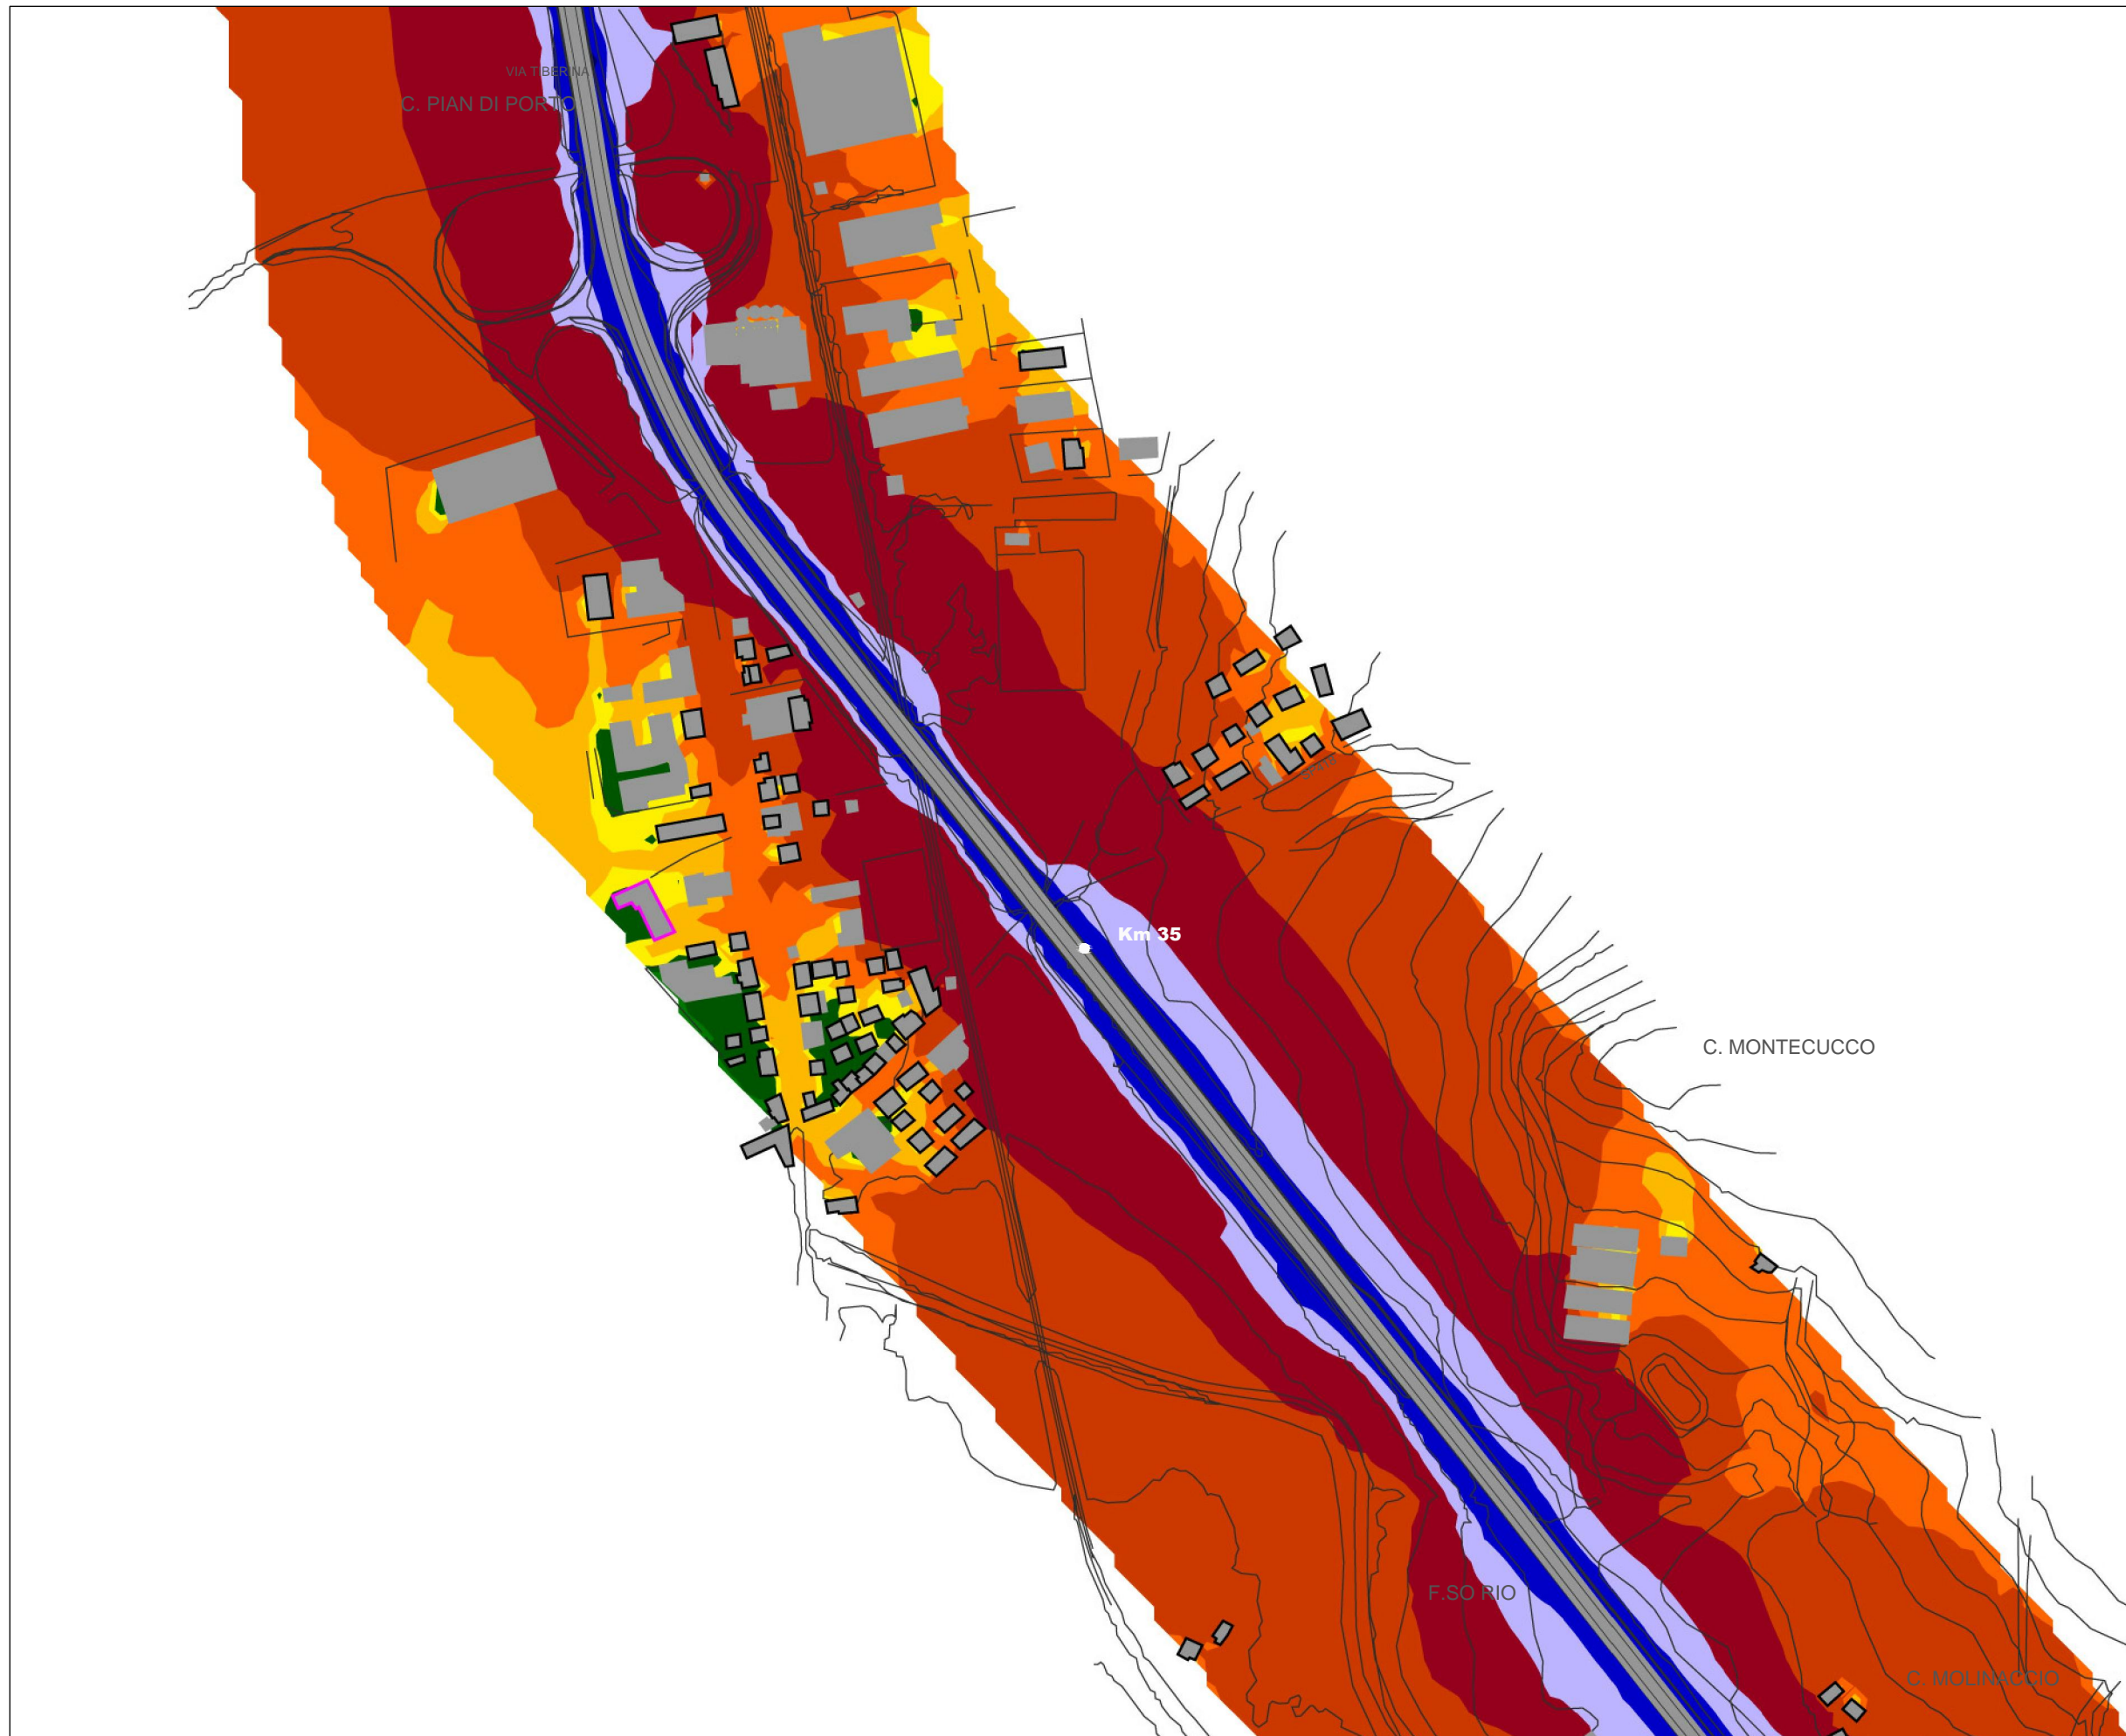 VIA TIBERINA
C. PIAN DI PORTO
Km 35
C. MONTECUCCO
F.SO RIO
C. MOLINACCIO